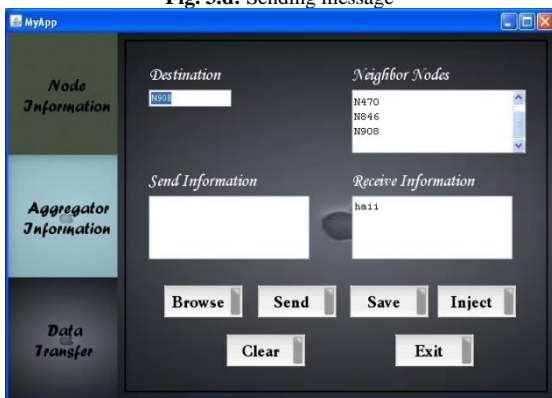 Fig. 5.d: Sending message
MyApp
Node
Information
Aggregator
Information
Data
Transfer
Destination
N908
Neighbor Nodes
N470
N846
N908
Send Information
Receive Information
haii
Browse
Send
Save
Inject
Clear
Exit